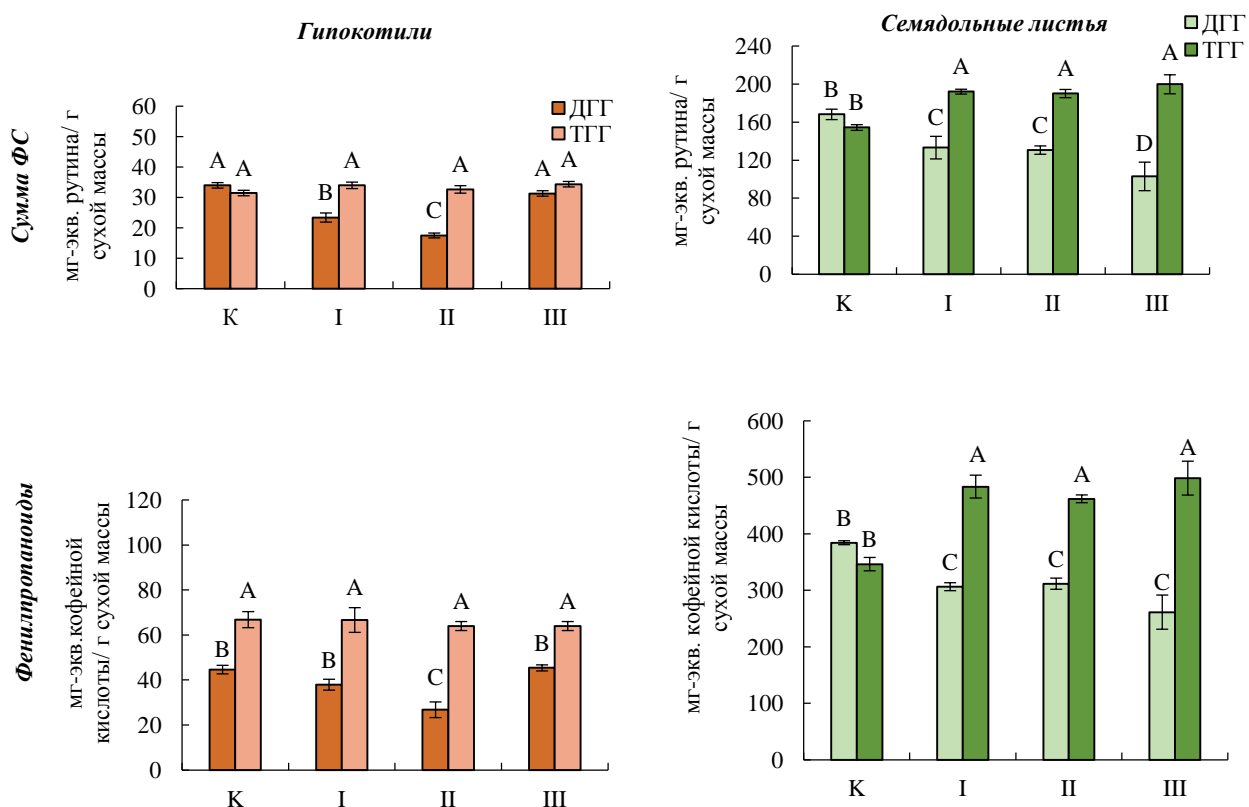 Гипокотили
Сумма ФС
мг-экв. рутина/ г
сухой массы
60
50
40
30
20
10
0
ДГГ
ТГГ
A
A
B
A
C
A
A
A
К
I
II
III
Семядольные листья
мг-экв. рутина/ г
сухой массы
240
200
160
120
80
40
0
ДГГ
ТГГ
B
B
C
A
C
A
D
A
К
I
II
III
Фенилпропаноиды
мг-экв.кофейной
кислоты/ г сухой массы
120
100
80
60
40
20
0
B
A
B
A
C
A
B
A
К
I
II
III
мг-экв. кофейной кислоты/ г
сухой массы
600
500
400
300
200
100
0
B
B
C
A
C
A
C
A
К
I
II
III